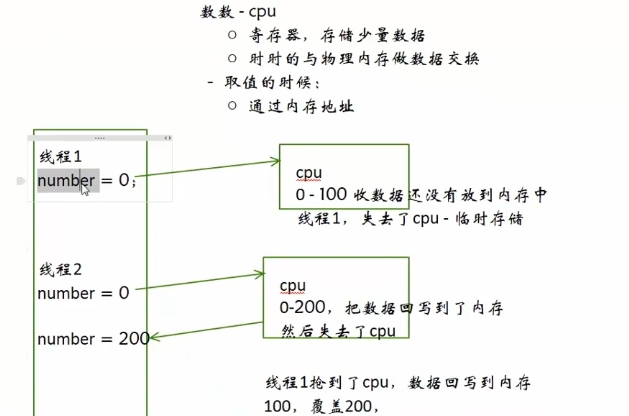 数数 - cpu
○ 寄存器，存储少量数据
○ 时时的与物理内存做数据交换
- 取值的时候：
○ 通过内存地址
线程1
number = 0;
cpu
0 - 100 收数据还没有放到内存中
线程1，失去了cpu - 临时存储
线程2
number = 0
cpu
0-200，把数据回写到了内存
然后失去了cpu
number = 200
线程1抢到了cpu，数据回写到内存
100，覆盖200，